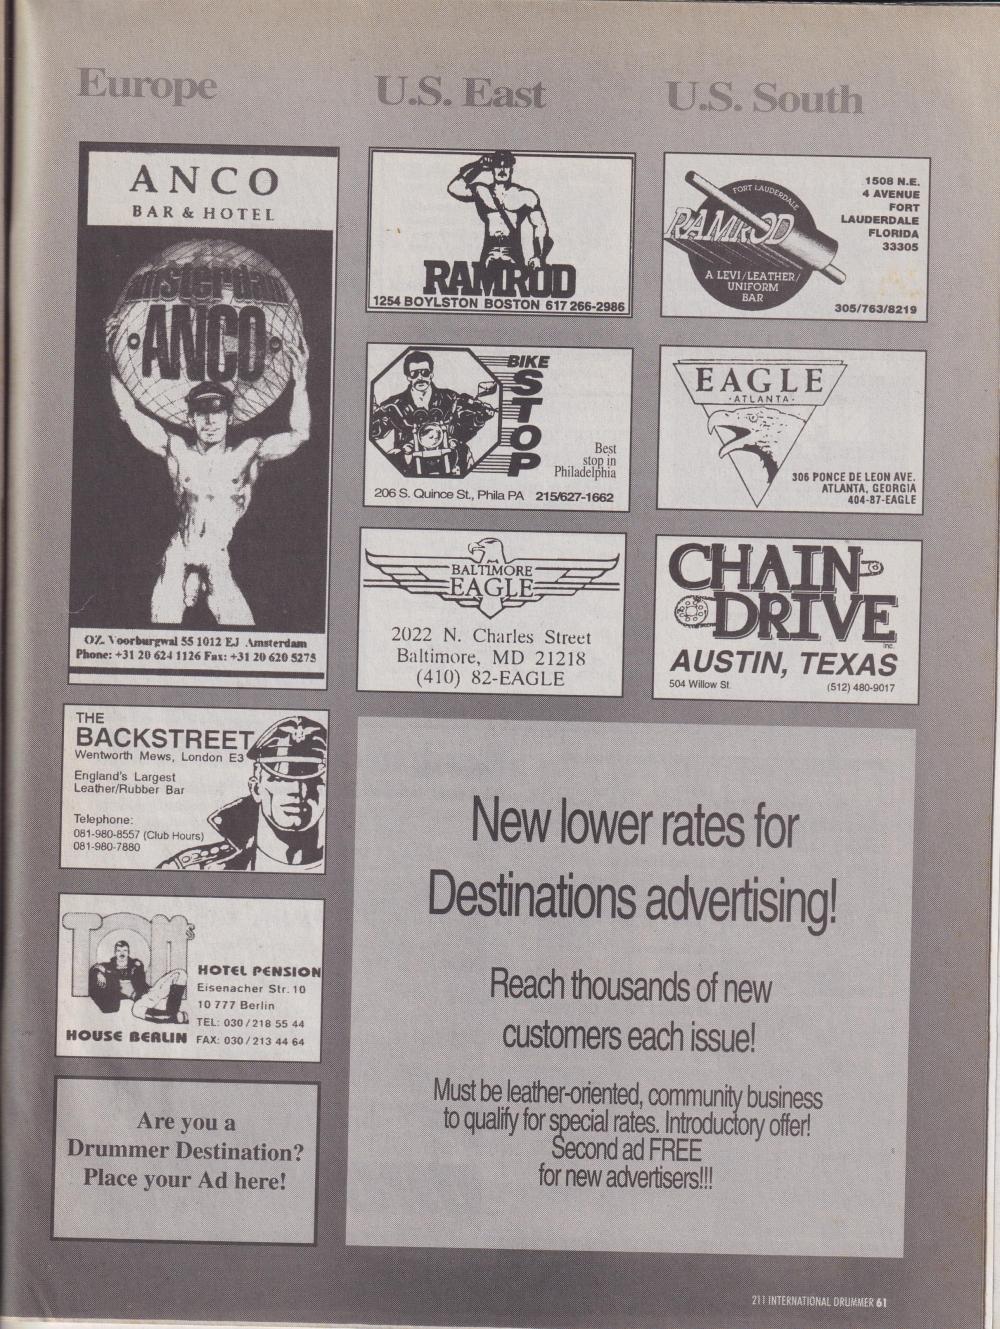 Europe
ANCO
BAR & HOTEL
Amsterdam
ANCO
OZ. Voorburgwal 55 1012 EJ Amsterdam
Phone: +31 20 624 1126 Fax: +31 20 620 5275
THE
BACKSTREET
Wentworth Mews, London E3
England's Largest
Leather/Rubber Bar
Telephone:
081-980-8557 (Club Hours)
081-980-7880
TOM's
HOTEL PENSION
Eisenacher Str. 10
10 777 Berlin
TEL: 030/218 55 44
HOUSE BERLIN FAX: 030/213 44 64
Are you a
Drummer Destination?
Place your Ad here!
U.S. East
RAMROD
1254 BOYLSTON BOSTON 617 266-2986
BIKE
STOP
Best
stop in
Philadelphia
206 S. Quince St., Phila PA 215/627-1662
BALTIMORE
EAGLE
2022 N. Charles Street
Baltimore, MD 21218
(410) 82-EAGLE
U.S. South
FORT LAUDERDALE
RAMROD
A LEVI/LEATHER/
UNIFORM
BAR
1508 N.E.
4 AVENUE
FORT
LAUDERDALE
FLORIDA
33305
305/763/8219
EAGLE
·ATLANTA·
306 PONCE DE LEON AVE.
ATLANTA, GEORGIA
404-87-EAGLE
CHAIN
DRIVE
inc.
AUSTIN, TEXAS
504 Willow St. (512) 480-9017
New lower rates for
Destinations advertising!
Reach thousands of new
customers each issue!
Must be leather-oriented, community business
to qualify for special rates. Introductory offer!
Second ad FREE
for new advertisers!!!
211 INTERNATIONAL DRUMMER 61